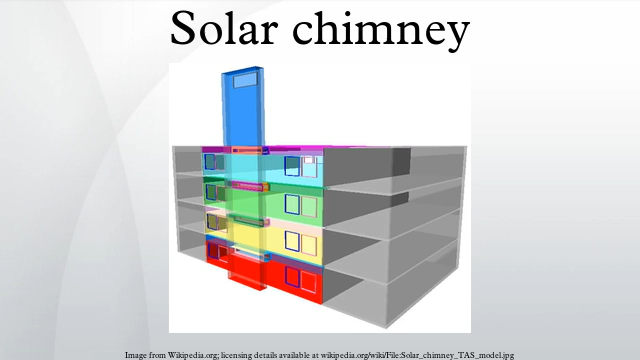 Solar chimney
Image from Wikipedia.org; licensing details available at wikipedia.org/wiki/File:Solar_chimney_TAS_model.jpg